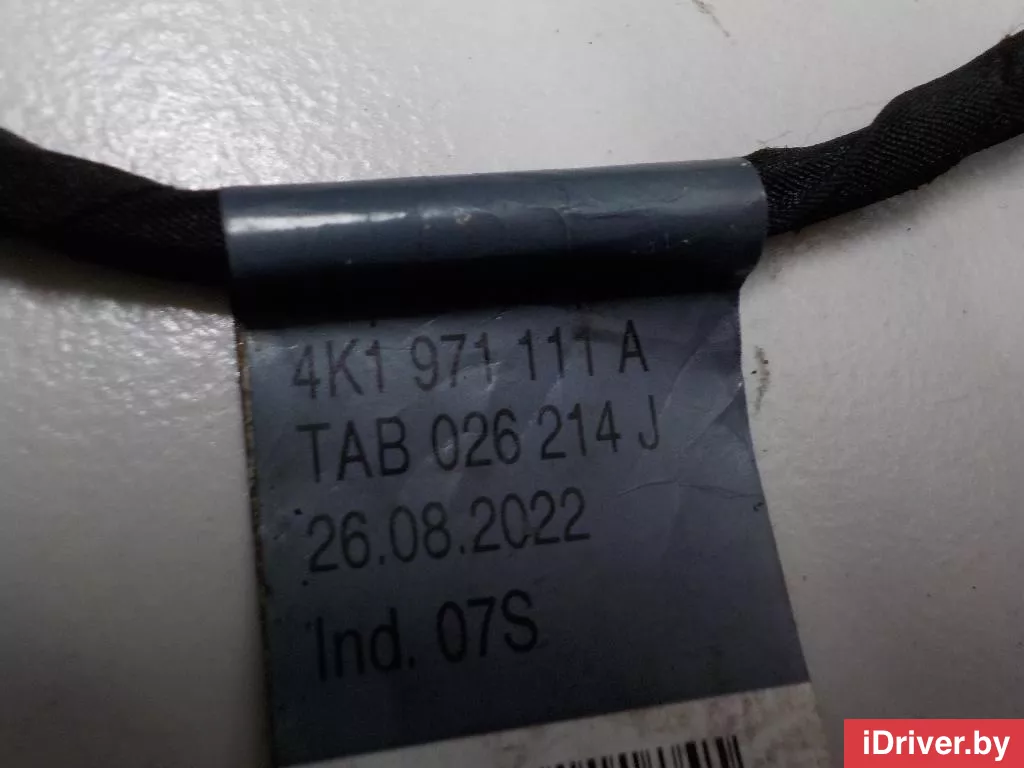 4K1 971 111 A
TAB 026 214 J
26.08.2022
Ind. 07S
iDriver.by